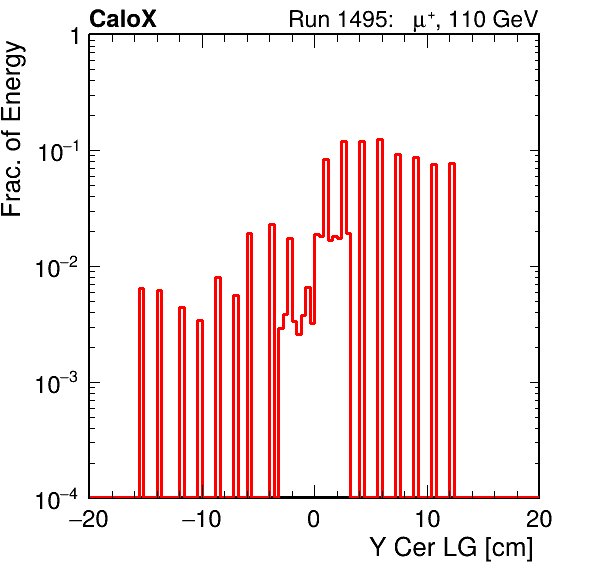 CaloX Run 1495: μ⁺, 110 GeV
Frac. of Energy
1
10⁻¹
10⁻²
10⁻³
10⁻⁴
−20 −10 0 10 20
Y Cer LG [cm]